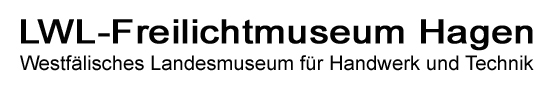 LWL-Freilichtmuseum Hagen
Westfälisches Landesmuseum für Handwerk und Technik